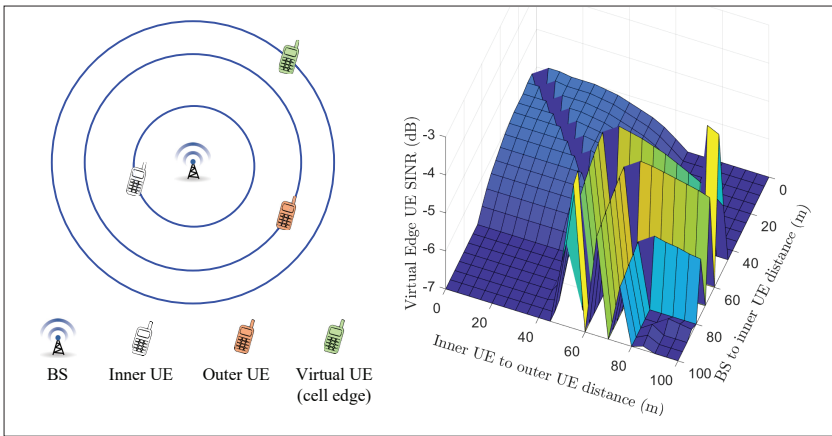 BS
Inner UE
Outer UE
Virtual UE
(cell edge)
Virtual Edge UE SINR (dB)
-3
-4
-5
-6
-7
0
20
40
60
80
100
Inner UE to outer UE distance (m)
0
20
40
60
80
100
BS to inner UE distance (m)